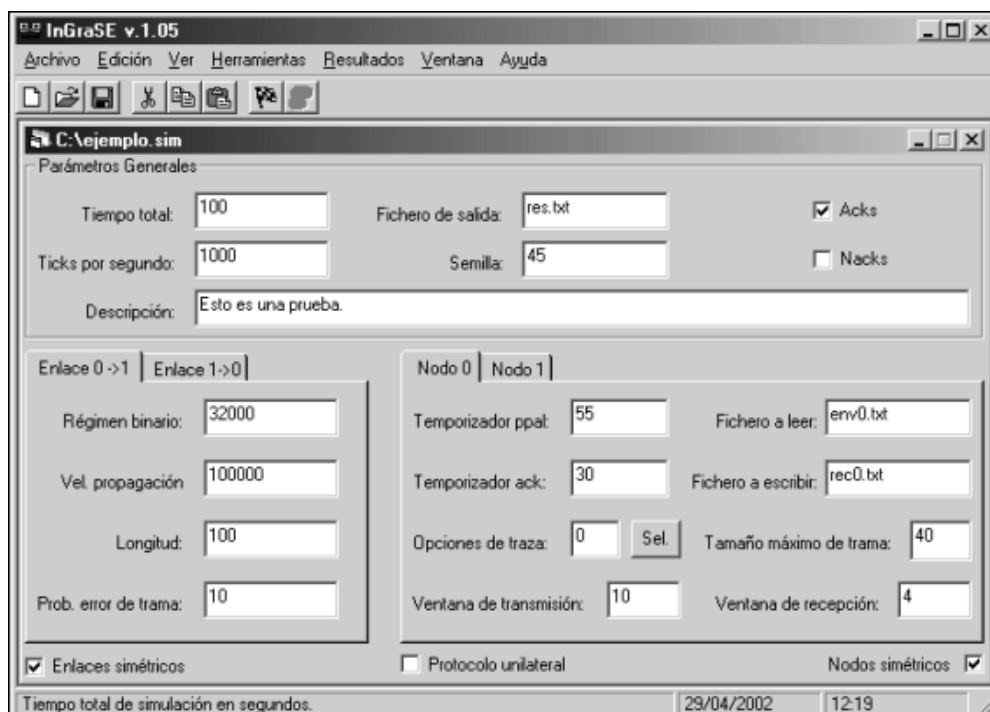 InGraSE v.1.05
Archivo Edición Ver Herramientas Resultados Ventana Ayuda
C:\ejemplo.sim
Parámetros Generales
Tiempo total: 100 Fichero de salida: res.txt Acks
Ticks por segundo: 1000 Semilla: 45 Nacks
Descripción: Esto es una prueba.
Enlace 0 ->1 Enlace 1->0 Nodo 0 Nodo 1
Régimen binario: 32000 Temporizador ppal: 55 Fichero a leer: env0.txt
Vel. propagación 100000 Temporizador ack: 30 Fichero a escribir: rec0.txt
Longitud: 100 Opciones de traza: 0 Sel. Tamaño máximo de trama: 40
Prob. error de trama: 10 Ventana de transmisión: 10 Ventana de recepción: 4
Enlaces simétricos Protocolo unilateral Nodos simétricos
Tiempo total de simulación en segundos. 29/04/2002 12:19